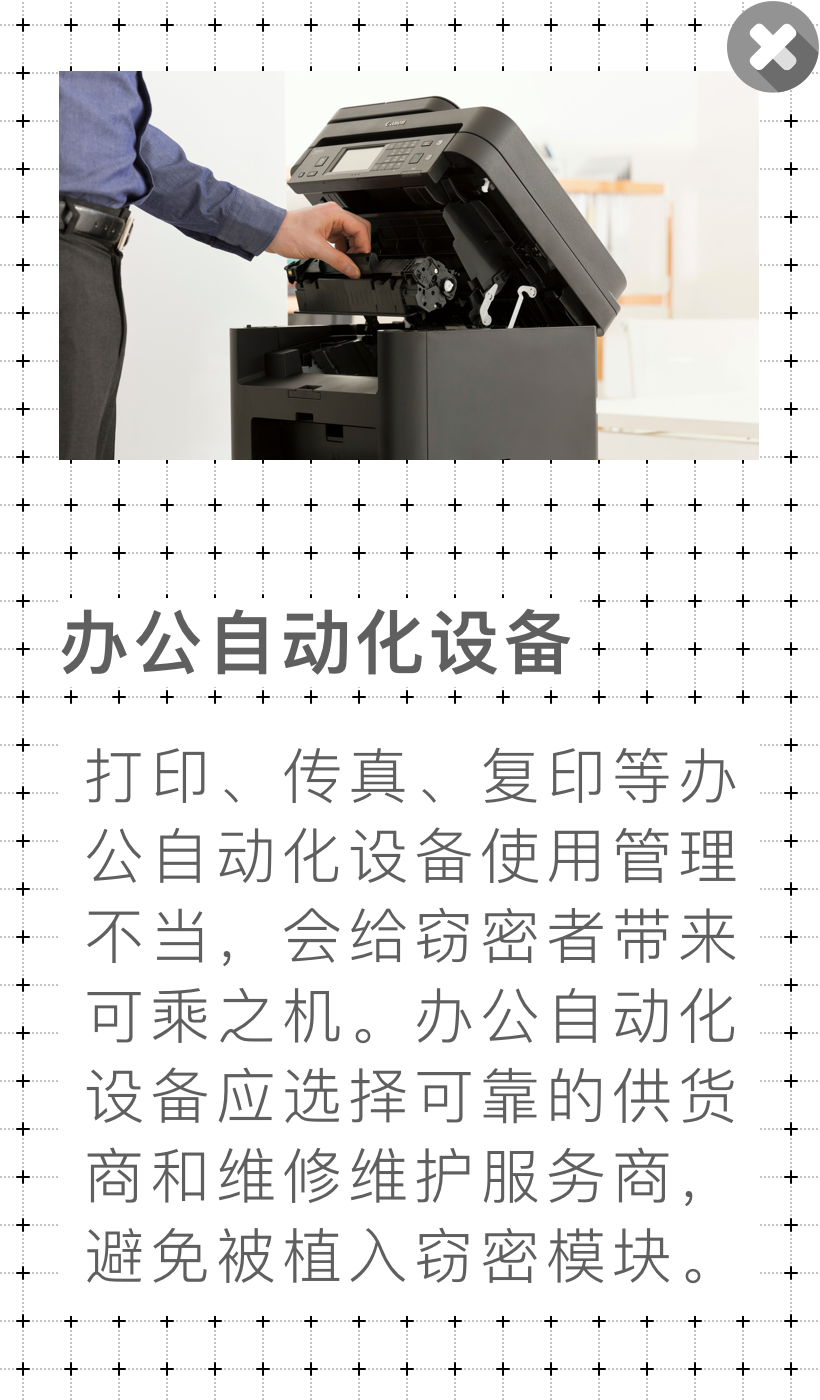 Canon
办公自动化设备
打印、传真、复印等办
公自动化设备使用管理
不当，会给窃密者带来
可乘之机。办公自动化
设备应选择可靠的供货
商和维修维护服务商，
避免被植入窃密模块。